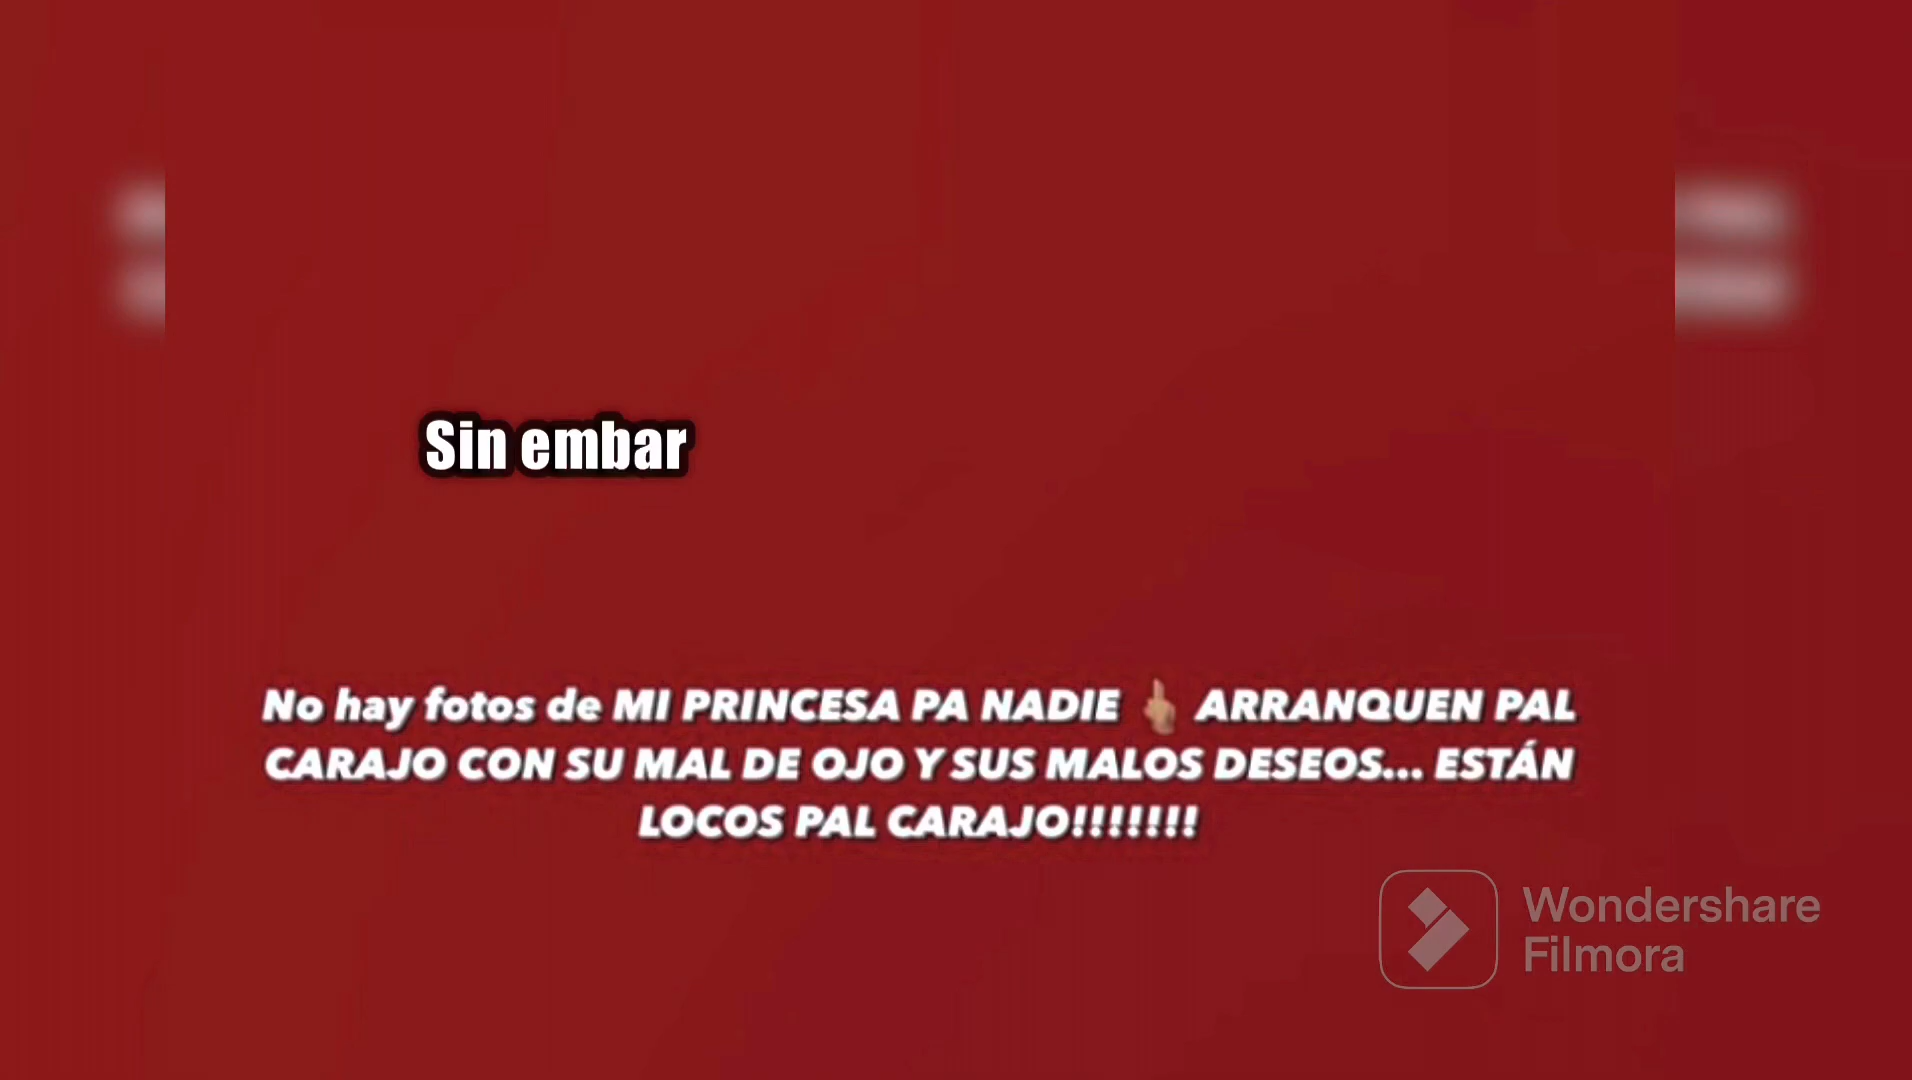 Sin embar
No hay fotos de MI PRINCESA PA NADIE 🖕🏼 ARRANQUEN PAL
CARAJO CON SU MAL DE OJO Y SUS MALOS DESEOS... ESTÁN
LOCOS PAL CARAJO!!!!!!!
Wondershare
Filmora